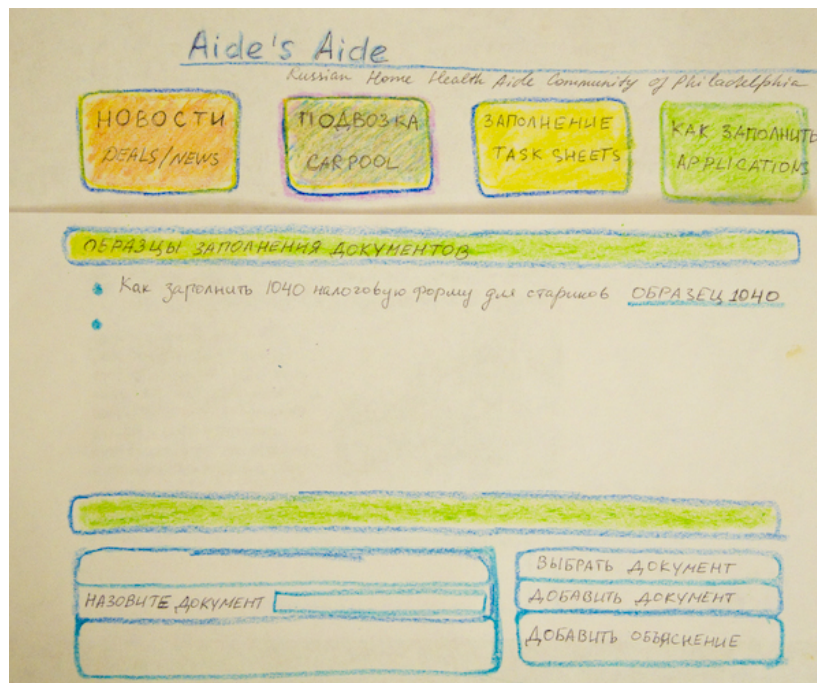 Aide's Aide
Russian Home Health Aide Community of Philadelphia
НОВОСТИ
DEALS/NEWS
ПОДВОЗКА
CARPOOL
ЗАПОЛНЕНИЕ
TASK SHEETS
КАК ЗАПОЛНИТЬ
APPLICATIONS
ОБРАЗЦЫ ЗАПОЛНЕНИЯ ДОКУМЕНТОВ
Как заполнить 1040 налоговую форму для стариков ОБРАЗЕЦ 1040
НАЗОВИТЕ ДОКУМЕНТ
ВЫБРАТЬ ДОКУМЕНТ
ДОБАВИТЬ ДОКУМЕНТ
ДОБАВИТЬ ОБЪЯСНЕНИЕ